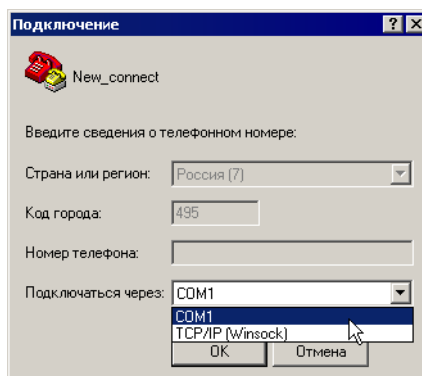 Подключение
New_connect
Введите сведения о телефонном номере:
Страна или регион: Россия (7)
Код города: 495
Номер телефона:
Подключаться через: COM1
COM1
TCP/IP (Winsock)
OK Отмена